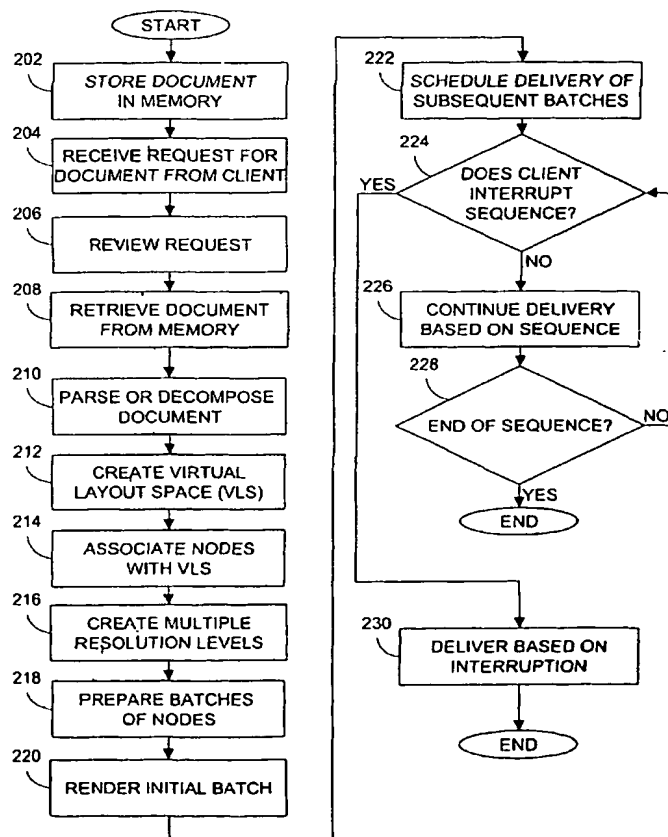 START
202
STORE DOCUMENT
IN MEMORY
204
RECEIVE REQUEST FOR
DOCUMENT FROM CLIENT
206
REVIEW REQUEST
208
RETRIEVE DOCUMENT
FROM MEMORY
210
PARSE OR DECOMPOSE
DOCUMENT
212
CREATE VIRTUAL
LAYOUT SPACE (VLS)
214
ASSOCIATE NODES
WITH VLS
216
CREATE MULTIPLE
RESOLUTION LEVELS
218
PREPARE BATCHES
OF NODES
220
RENDER INITIAL BATCH
222
SCHEDULE DELIVERY OF
SUBSEQUENT BATCHES
224
YES
DOES CLIENT
INTERRUPT
SEQUENCE?
NO
226
CONTINUE DELIVERY
BASED ON SEQUENCE
228
END OF SEQUENCE?
NO
YES
END
230
DELIVER BASED ON
INTERRUPTION
END